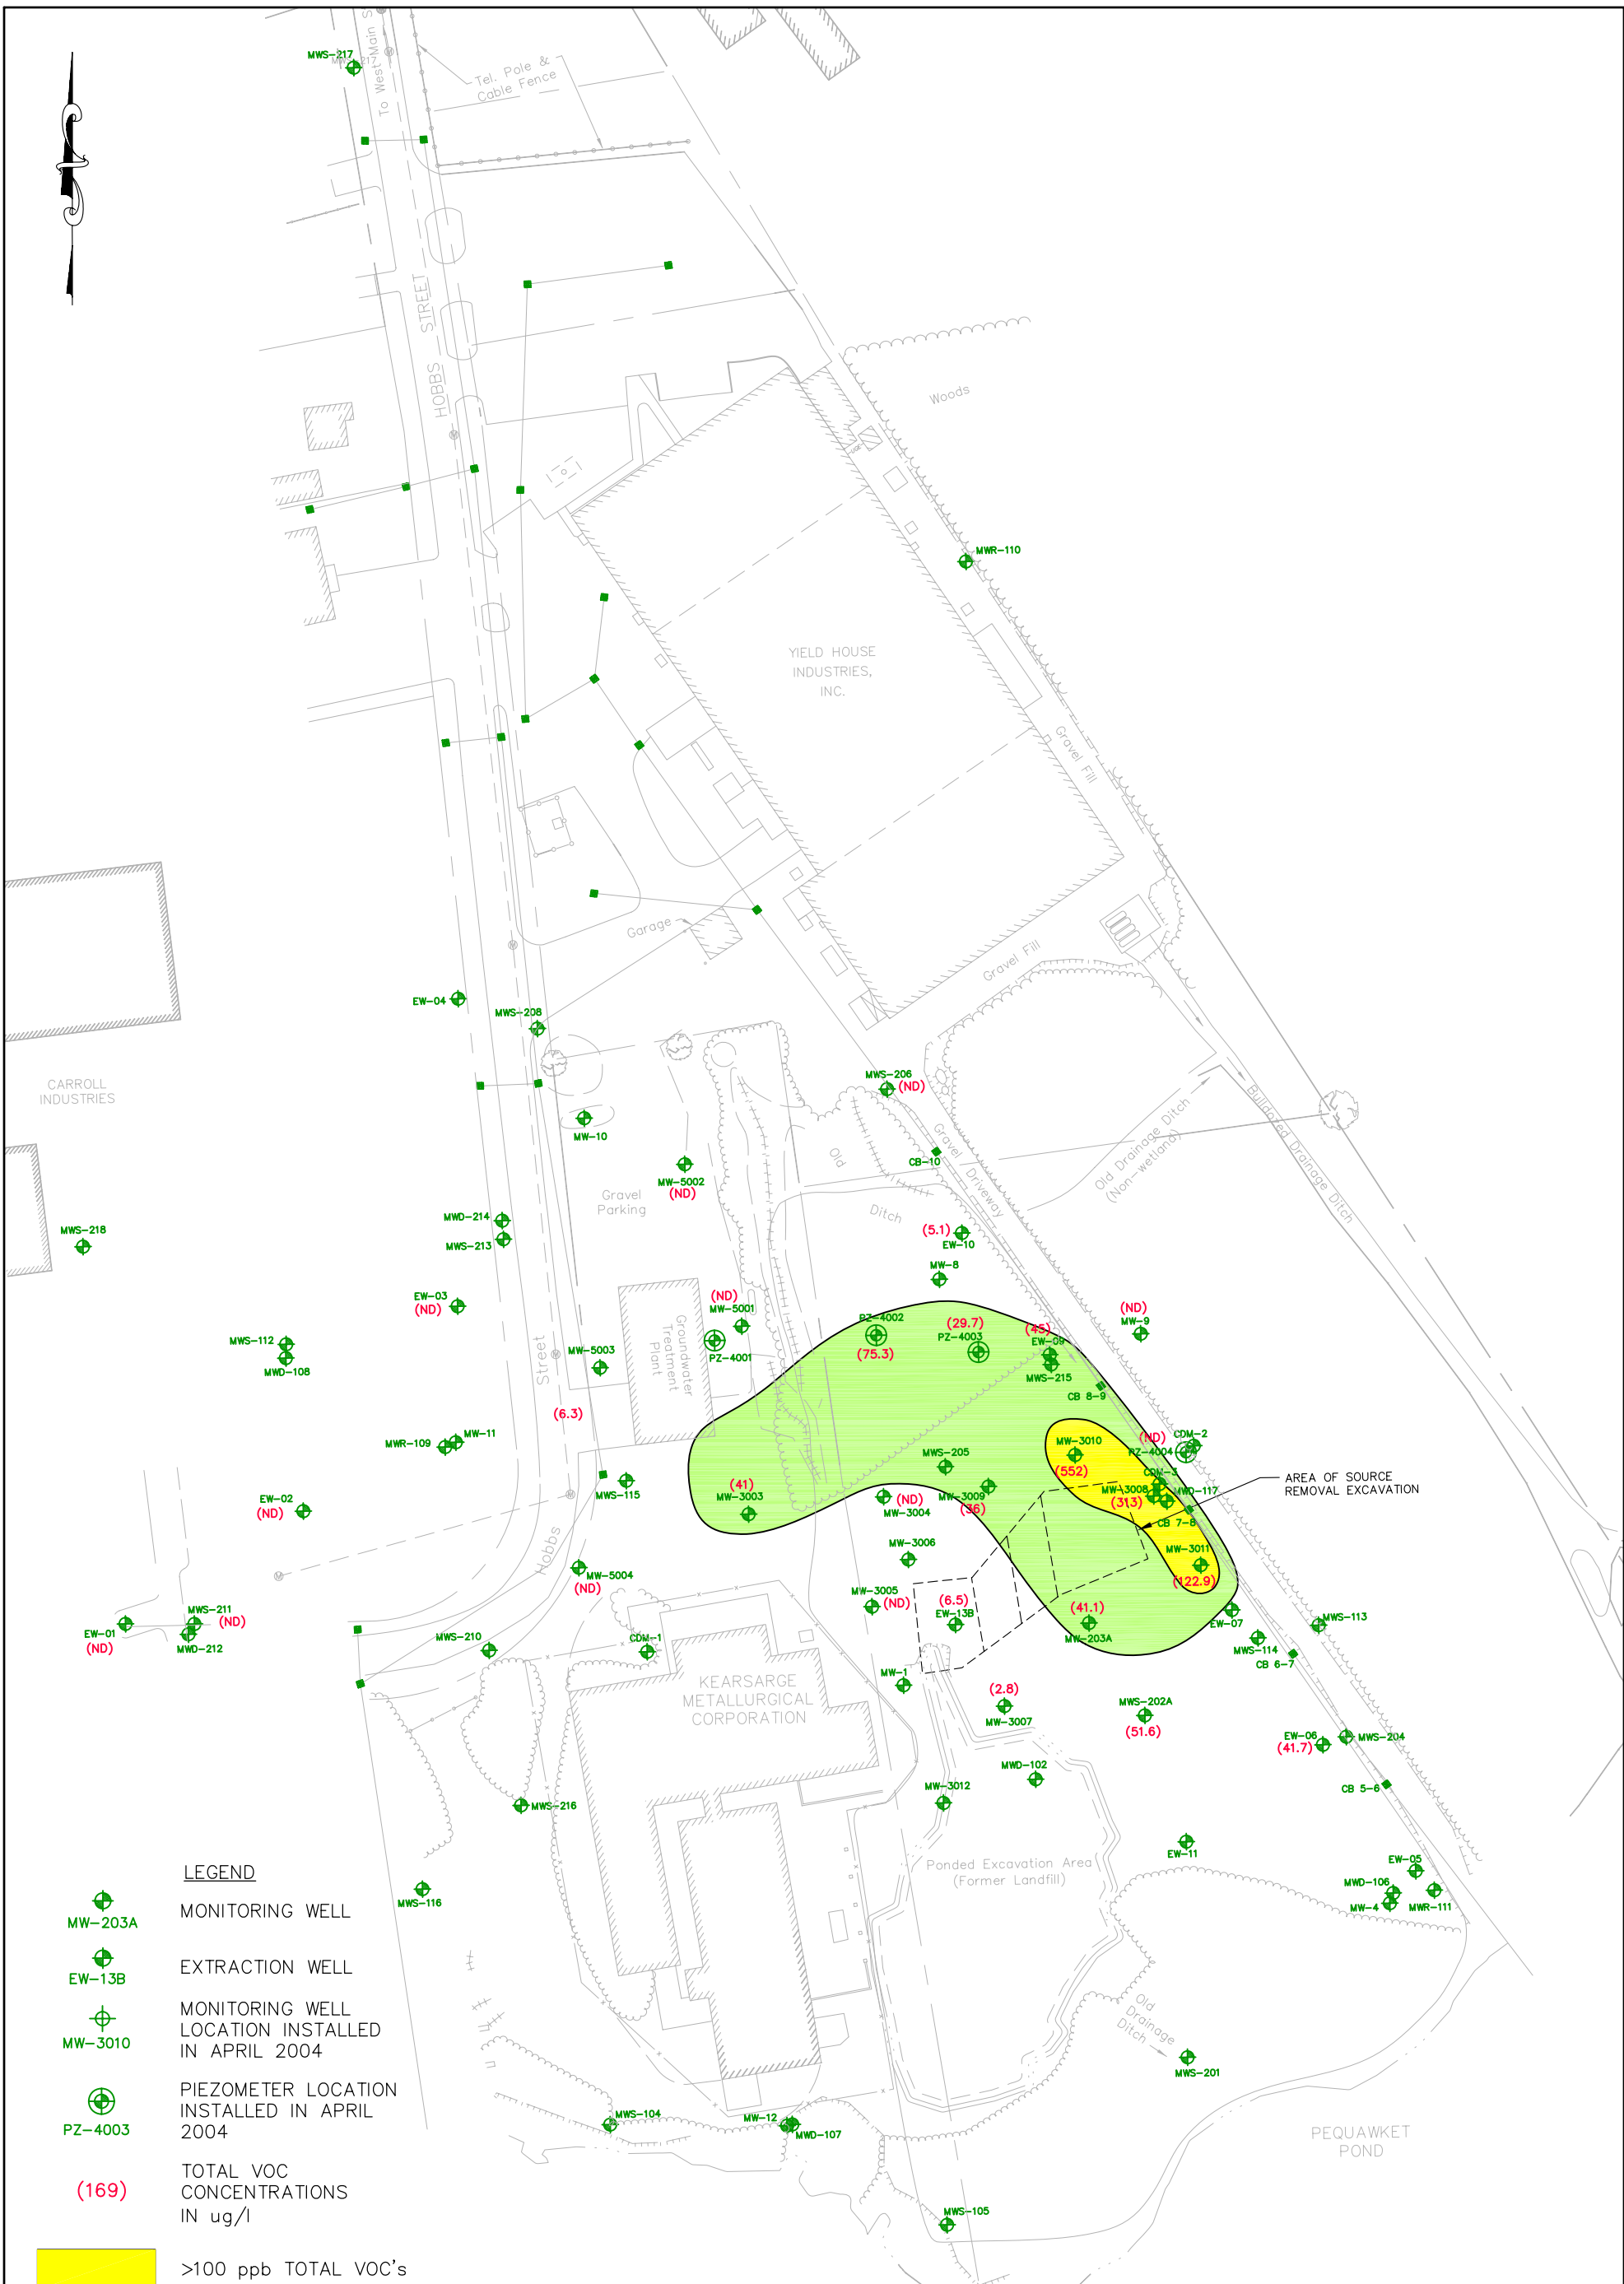 MWS-217
MWS-217
To West Main S
Tel. Pole &
Cable Fence
HOBBS STREET
Woods
MWR-110
YIELD HOUSE
INDUSTRIES,
INC.
Gravel Fill
Garage
Gravel Fill
EW-04
MWS-208
CARROLL
INDUSTRIES
MWS-206
(ND)
MW-10
Builded Drainage Ditch
Old Drainage Ditch
(Non-wetland)
Gravel Driveway
CB-10
Old
Ditch
MW-5002
(ND)
Gravel
Parking
MWD-214
MWS-213
MWS-218
(5.1)
EW-10
MW-8
EW-03
(ND)
(ND)
MW-5001
PZ-4001
Groundwater
Treatment
Plant
PZ-4002
(75.3)
(29.7)
PZ-4003
(45)
EW-09
MWS-215
(ND)
MW-9
MWS-112
MWD-108
MW-5003
Street
CB 8-9
(6.3)
MWR-109
MW-11
MWS-205
MW-3010
(552)
(ND)
CDM-2
PZ-4004
CDM-3
MW-3008
(313)
MWD-117
CB 7-8
AREA OF SOURCE
REMOVAL EXCAVATION
MWS-115
(41)
MW-3003
(ND)
MW-3004
MW-3009
(36)
EW-02
(ND)
Hobbs
MW-3006
MW-3011
(122.9)
MW-5004
(ND)
MW-3005
(ND)
(6.5)
EW-13B
(41.1)
MW-203A
EW-07
MWS-113
MWS-114
CB 6-7
MWS-211
(ND)
EW-01
(ND)
MWD-212
MWS-210
CDM-1
KEARSARGE
METALLURGICAL
CORPORATION
MW-1
(2.8)
MW-3007
MWS-202A
(51.6)
EW-06
(41.7)
MWS-204
MWD-102
CB 5-6
MW-3012
MWS-216
EW-11
Ponded Excavation Area
(Former Landfill)
EW-05
MWD-106
MW-4
MWR-111
MWS-116
Old
Drainage
Ditch
MWS-201
MWS-104
MW-12
MWD-107
PEQUAWKET
POND
MWS-105
LEGEND
MW-203A
MONITORING WELL
EW-13B
EXTRACTION WELL
MW-3010
MONITORING WELL
LOCATION INSTALLED
IN APRIL 2004
PZ-4003
PIEZOMETER LOCATION
INSTALLED IN APRIL
2004
(169)
TOTAL VOC
CONCENTRATIONS
IN ug/l
>100 ppb TOTAL VOC's